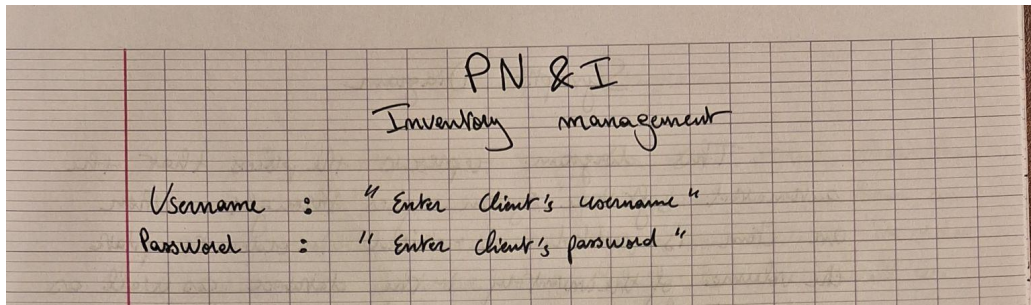 PN & I
Inventory management
Username : " Enter Client's username "
Password : " Enter Client's password "